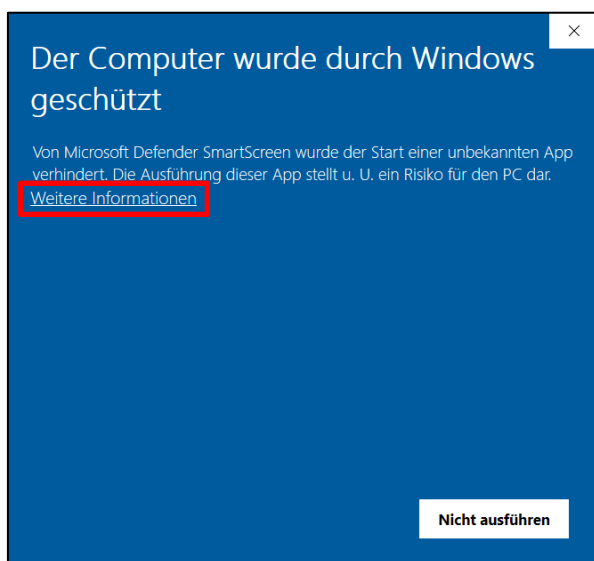 Der Computer wurde durch Windows
geschützt
Von Microsoft Defender SmartScreen wurde der Start einer unbekannten App
verhindert. Die Ausführung dieser App stellt u. U. ein Risiko für den PC dar.
Weitere Informationen
Nicht ausführen